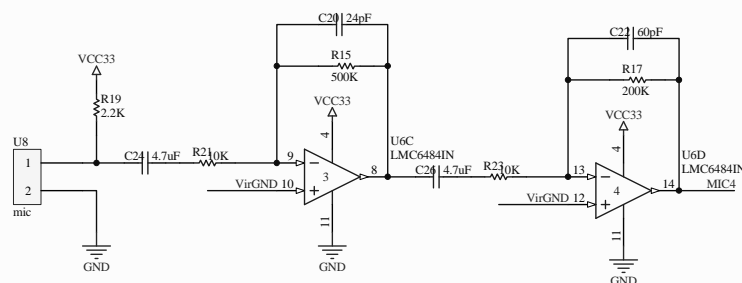 C20 24pF
C22 60pF
VCC33
R15
500K
R17
200K
R19
2.2K
VCC33
VCC33
4
4
U8
U6C
LMC6484IN
U6D
LMC6484IN
1
C24 4.7uF
R21 10K
9
3
8
C26 4.7uF
R23 10K
13
4
14
MIC4
2
VirGND 10
VirGND 12
mic
11
11
GND
GND
GND